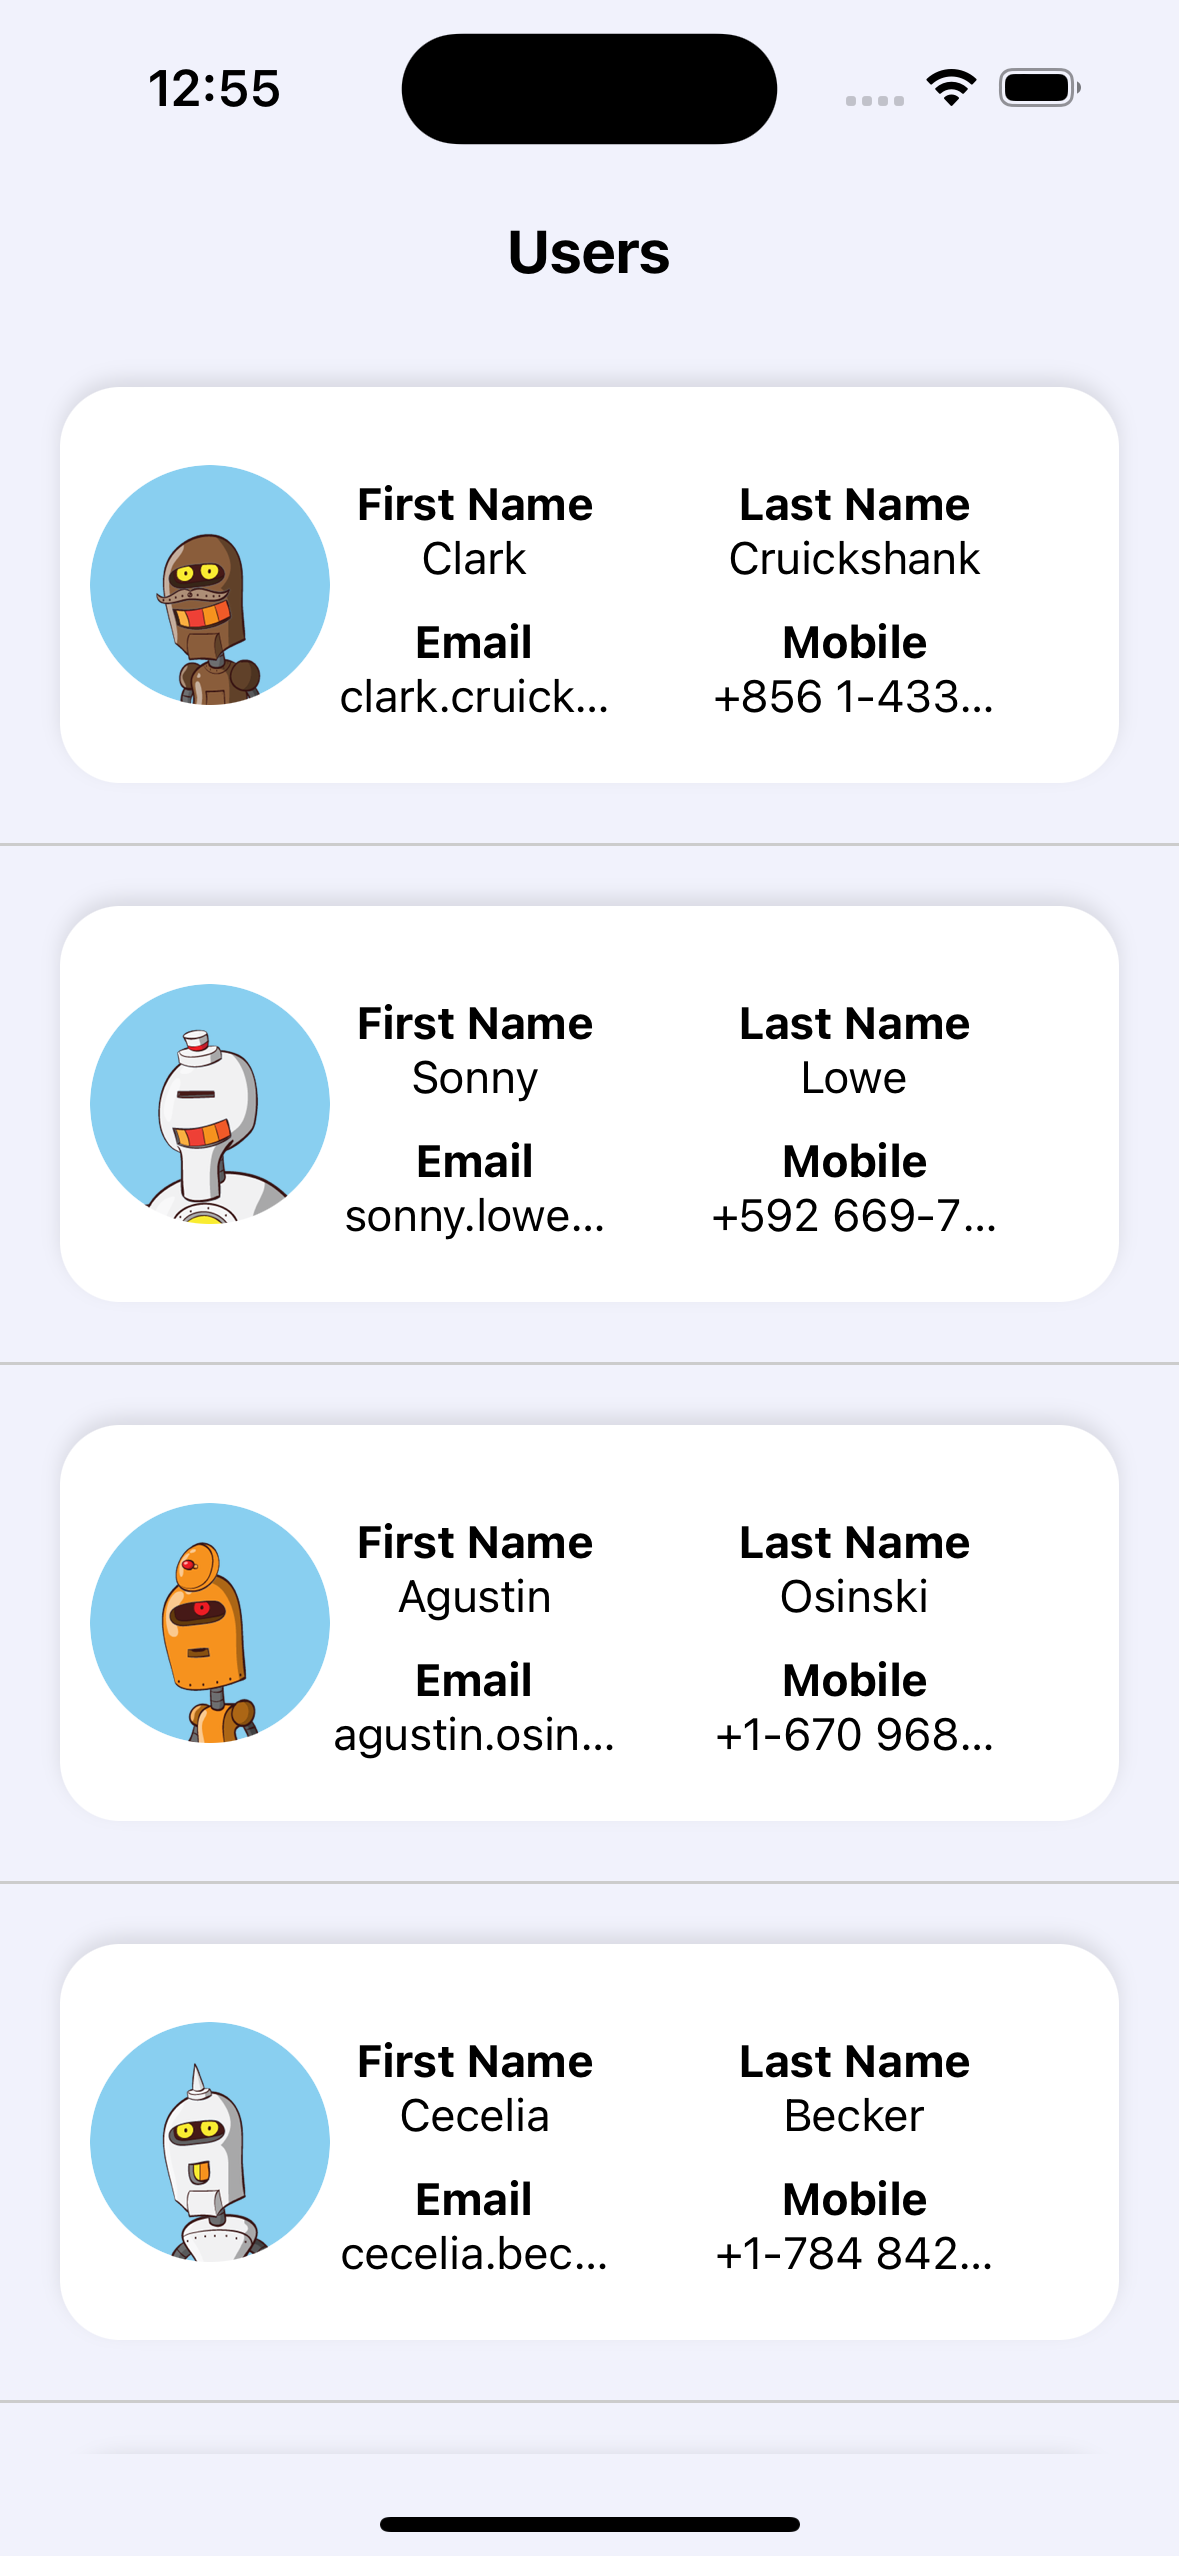 12:55
Users
First Name Last Name
Clark Cruickshank
Email Mobile
clark.cruick... +856 1-433...
First Name Last Name
Sonny Lowe
Email Mobile
sonny.lowe... +592 669-7...
First Name Last Name
Agustin Osinski
Email Mobile
agustin.osin... +1-670 968...
First Name Last Name
Cecelia Becker
Email Mobile
cecelia.bec... +1-784 842...